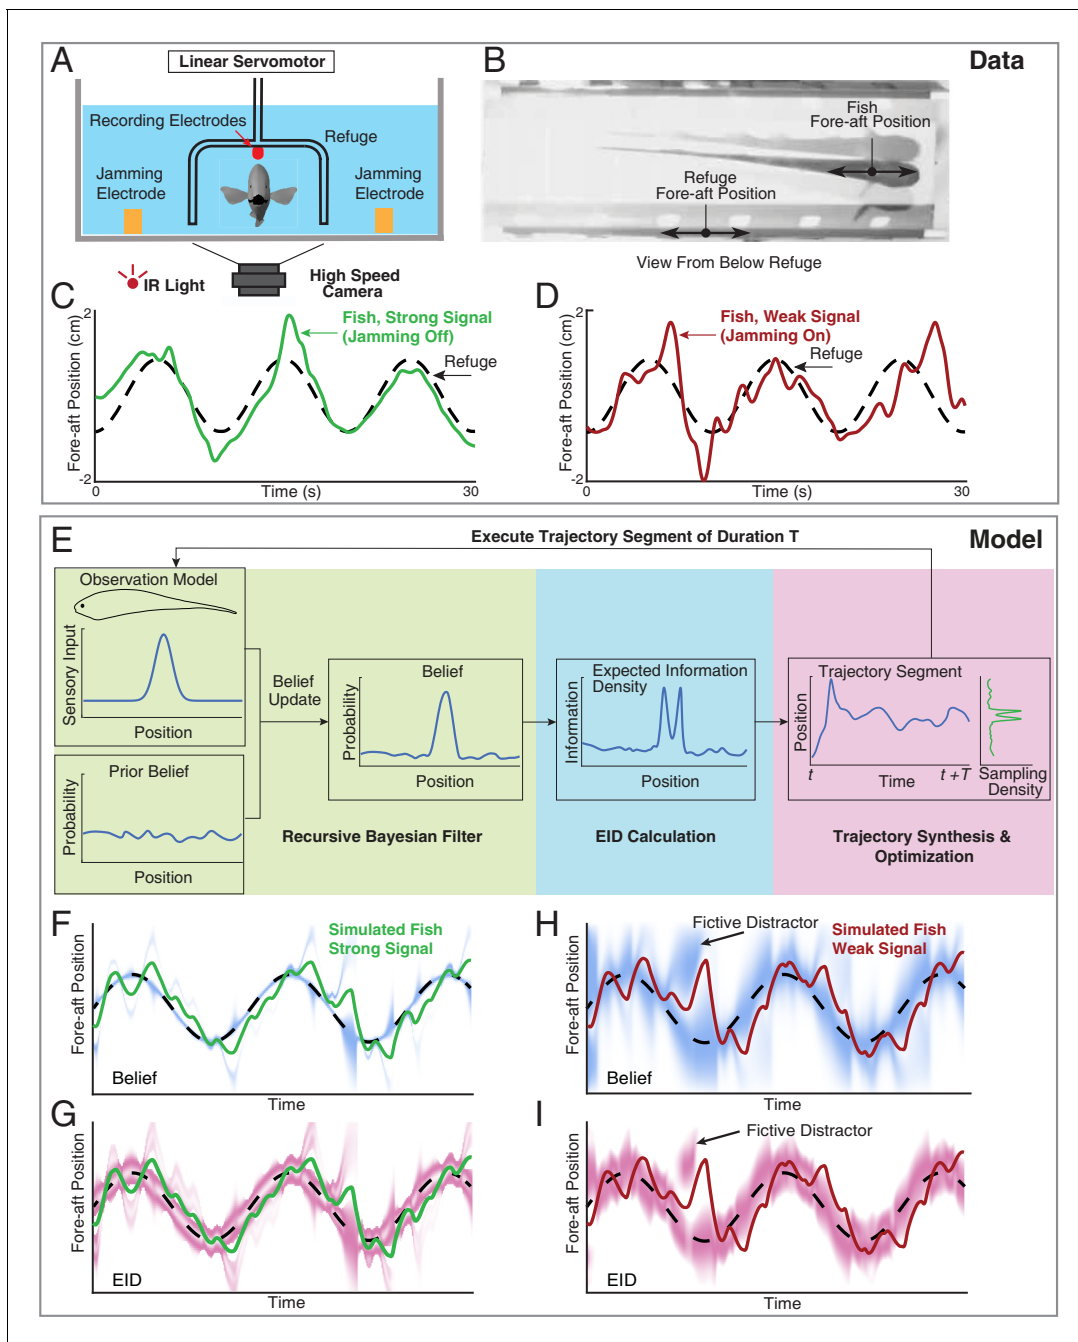 A
Linear Servomotor
Recording Electrodes
Refuge
Jamming
Electrode
Jamming
Electrode
IR Light
High Speed
Camera
B
Data
Fish
Fore-aft Position
Refuge
Fore-aft Position
View From Below Refuge
C
Fore-aft Position (cm)
2
-2
Fish, Strong Signal
(Jamming Off)
Refuge
0
Time (s)
30
D
Fore-aft Position (cm)
2
-2
Fish, Weak Signal
(Jamming On)
Refuge
0
Time (s)
30
E
Execute Trajectory Segment of Duration T
Model
Observation Model
Sensory Input
Position
Prior Belief
Probability
Position
Belief
Update
Belief
Probability
Position
Recursive Bayesian Filter
Expected Information
Density
Information
Position
EID Calculation
Trajectory Segment
Position
t
Time
t +T
Sampling
Density
Trajectory Synthesis &
Optimization
F
Simulated Fish
Strong Signal
Fore-aft Position
Belief
Time
H
Fictive Distractor
Simulated Fish
Weak Signal
Fore-aft Position
Belief
Time
G
Fore-aft Position
EID
Time
I
Fictive Distractor
Fore-aft Position
EID
Time